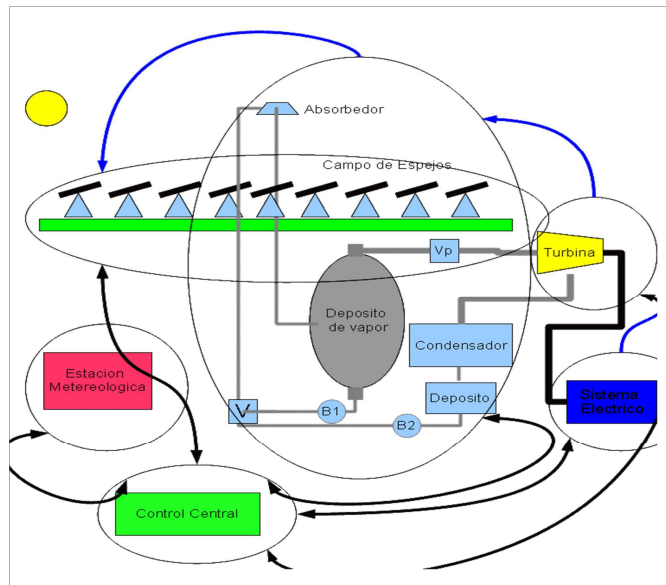 Absorbedor
Campo de Espejos
Vp
Turbina
Deposito
de vapor
Condensador
Estacion
Metereologica
Deposito
Sistema
Electrico
V
B1
B2
Control Central